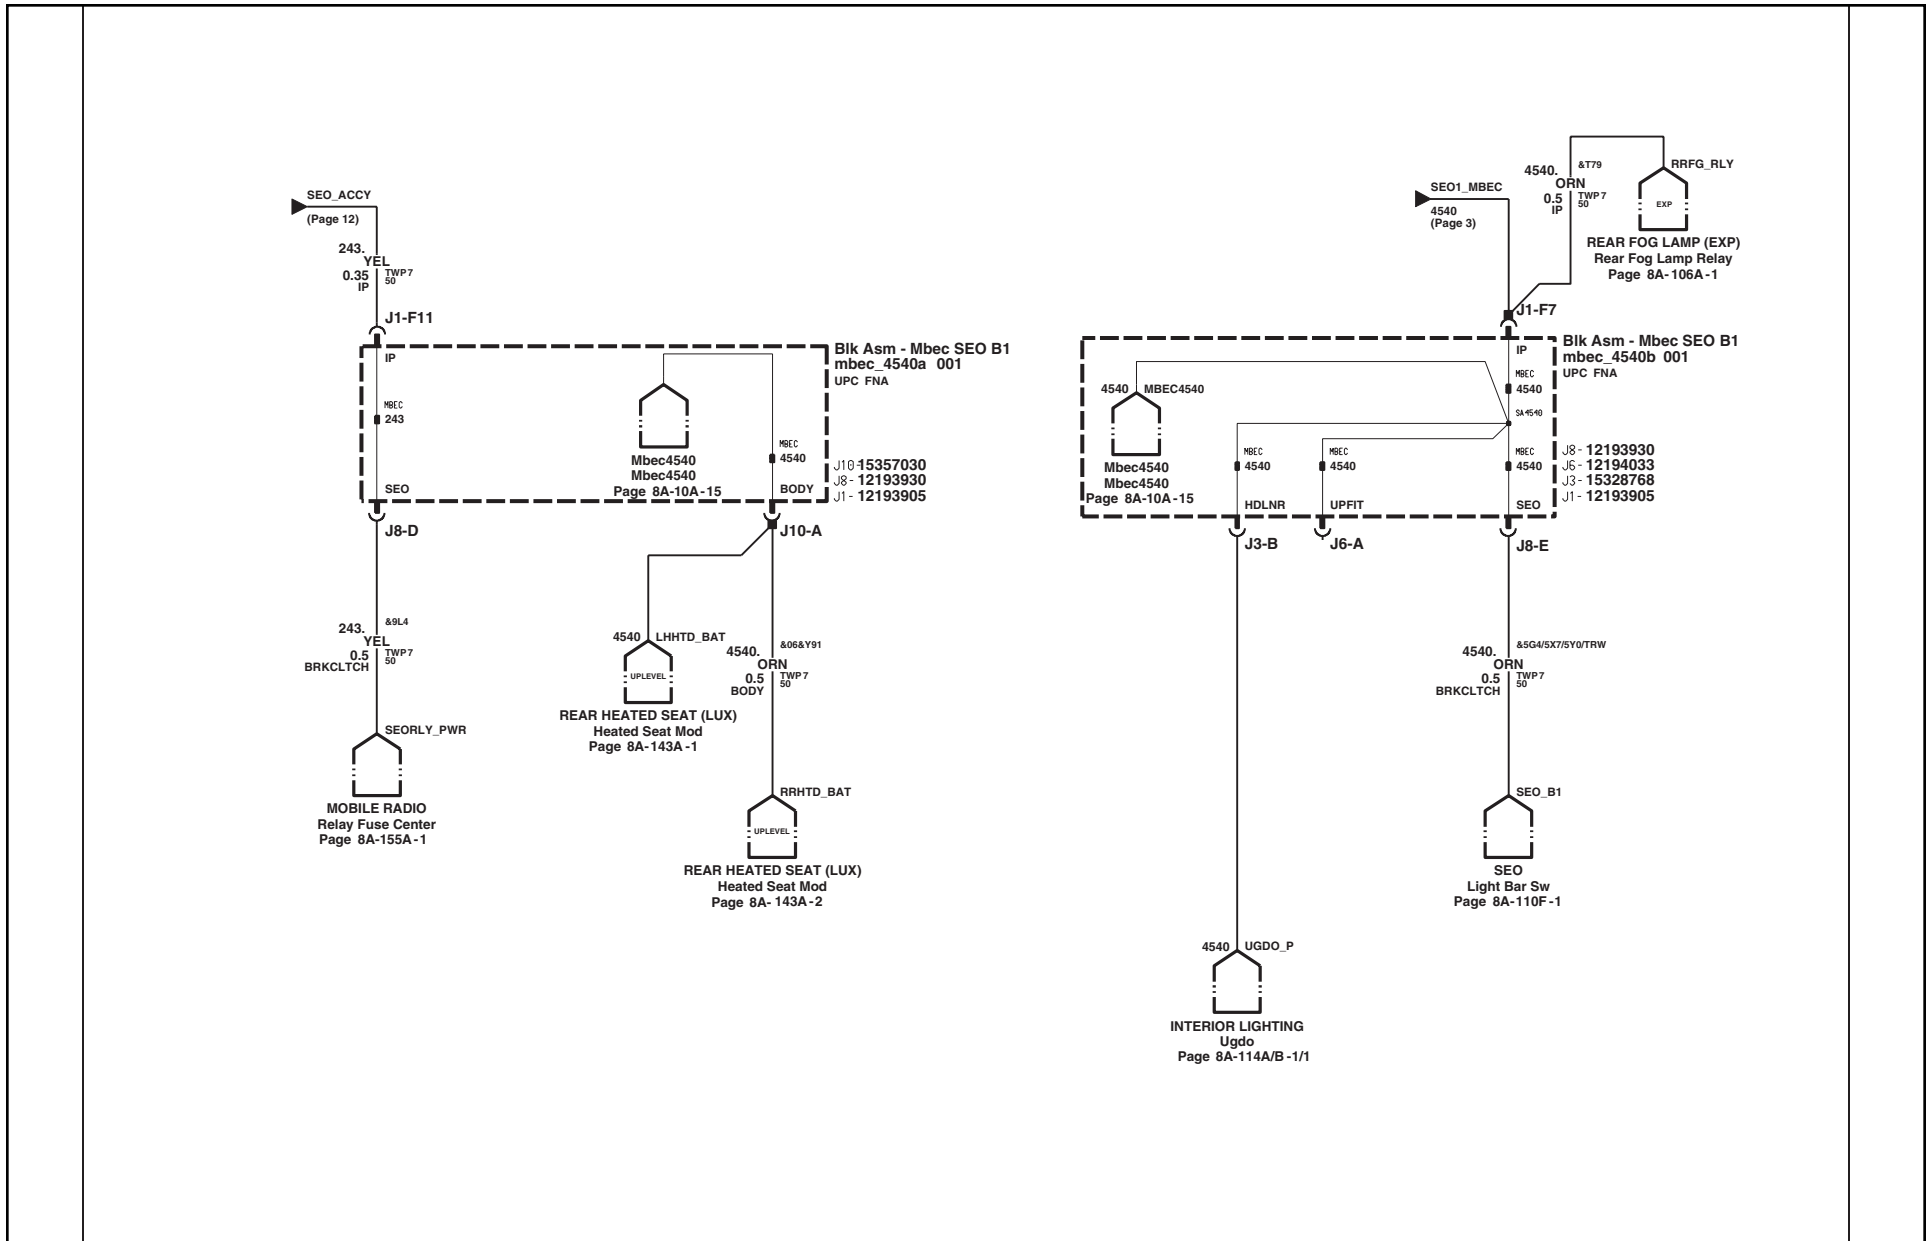 SEO_ACCY
(Page 12)
243.
YEL
0.35
IP
TWP7
50
J1-F11
IP
MBEC
243
SEO
J8-D
Mbec4540
Mbec4540
Page 8A-10A-15
MBEC
4540
BODY
J10-A
Blk Asm - Mbec SEO B1
mbec_4540a 001
UPC FNA
J10-15357030
J8-12193930
J1-12193905
243.
&9L4
YEL
0.5
BRKCLTCH
TWP7
50
SEORLY_PWR
MOBILE RADIO
Relay Fuse Center
Page 8A-155A-1
4540 LHHTD_BAT
UPLEVEL
REAR HEATED SEAT (LUX)
Heated Seat Mod
Page 8A-143A-1
4540.
&06&Y91
ORN
0.5
BODY
TWP7
50
RRHTD_BAT
UPLEVEL
REAR HEATED SEAT (LUX)
Heated Seat Mod
Page 8A-143A-2
SEO1_MBEC
4540
(Page 3)
4540.
&T79
ORN
0.5
IP
TWP7
50
RRFG_RLY
EXP
REAR FOG LAMP (EXP)
Rear Fog Lamp Relay
Page 8A-106A-1
J1-F7
IP
MBEC
4540
SA4540
4540 MBEC4540
Mbec4540
Mbec4540
Page 8A-10A-15
MBEC
4540
HDLNR
J3-B
MBEC
4540
UPFIT
J6-A
MBEC
4540
SEO
J8-E
Blk Asm - Mbec SEO B1
mbec_4540b 001
UPC FNA
J8-12193930
J6-12194033
J3-15328768
J1-12193905
4540.
&5G4/5X7/5Y0/TRW
ORN
0.5
BRKCLTCH
TWP7
50
SEO_B1
SEO
Light Bar Sw
Page 8A-110F-1
4540 UGDO_P
INTERIOR LIGHTING
Ugdo
Page 8A-114A/B-1/1